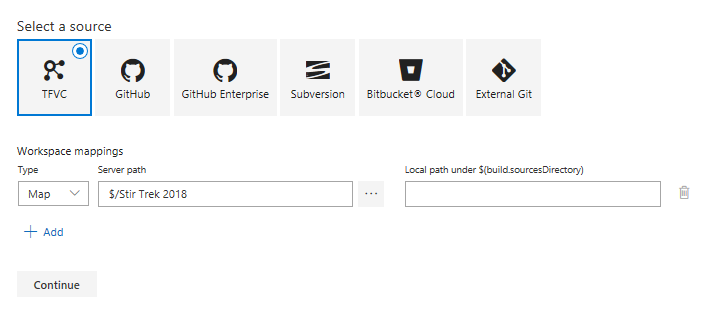 Select a source
TFVC GitHub GitHub Enterprise Subversion Bitbucket® Cloud External Git
Workspace mappings
Type Server path Local path under $(build.sourcesDirectory)
Map $/Stir Trek 2018 ...
Add
Continue